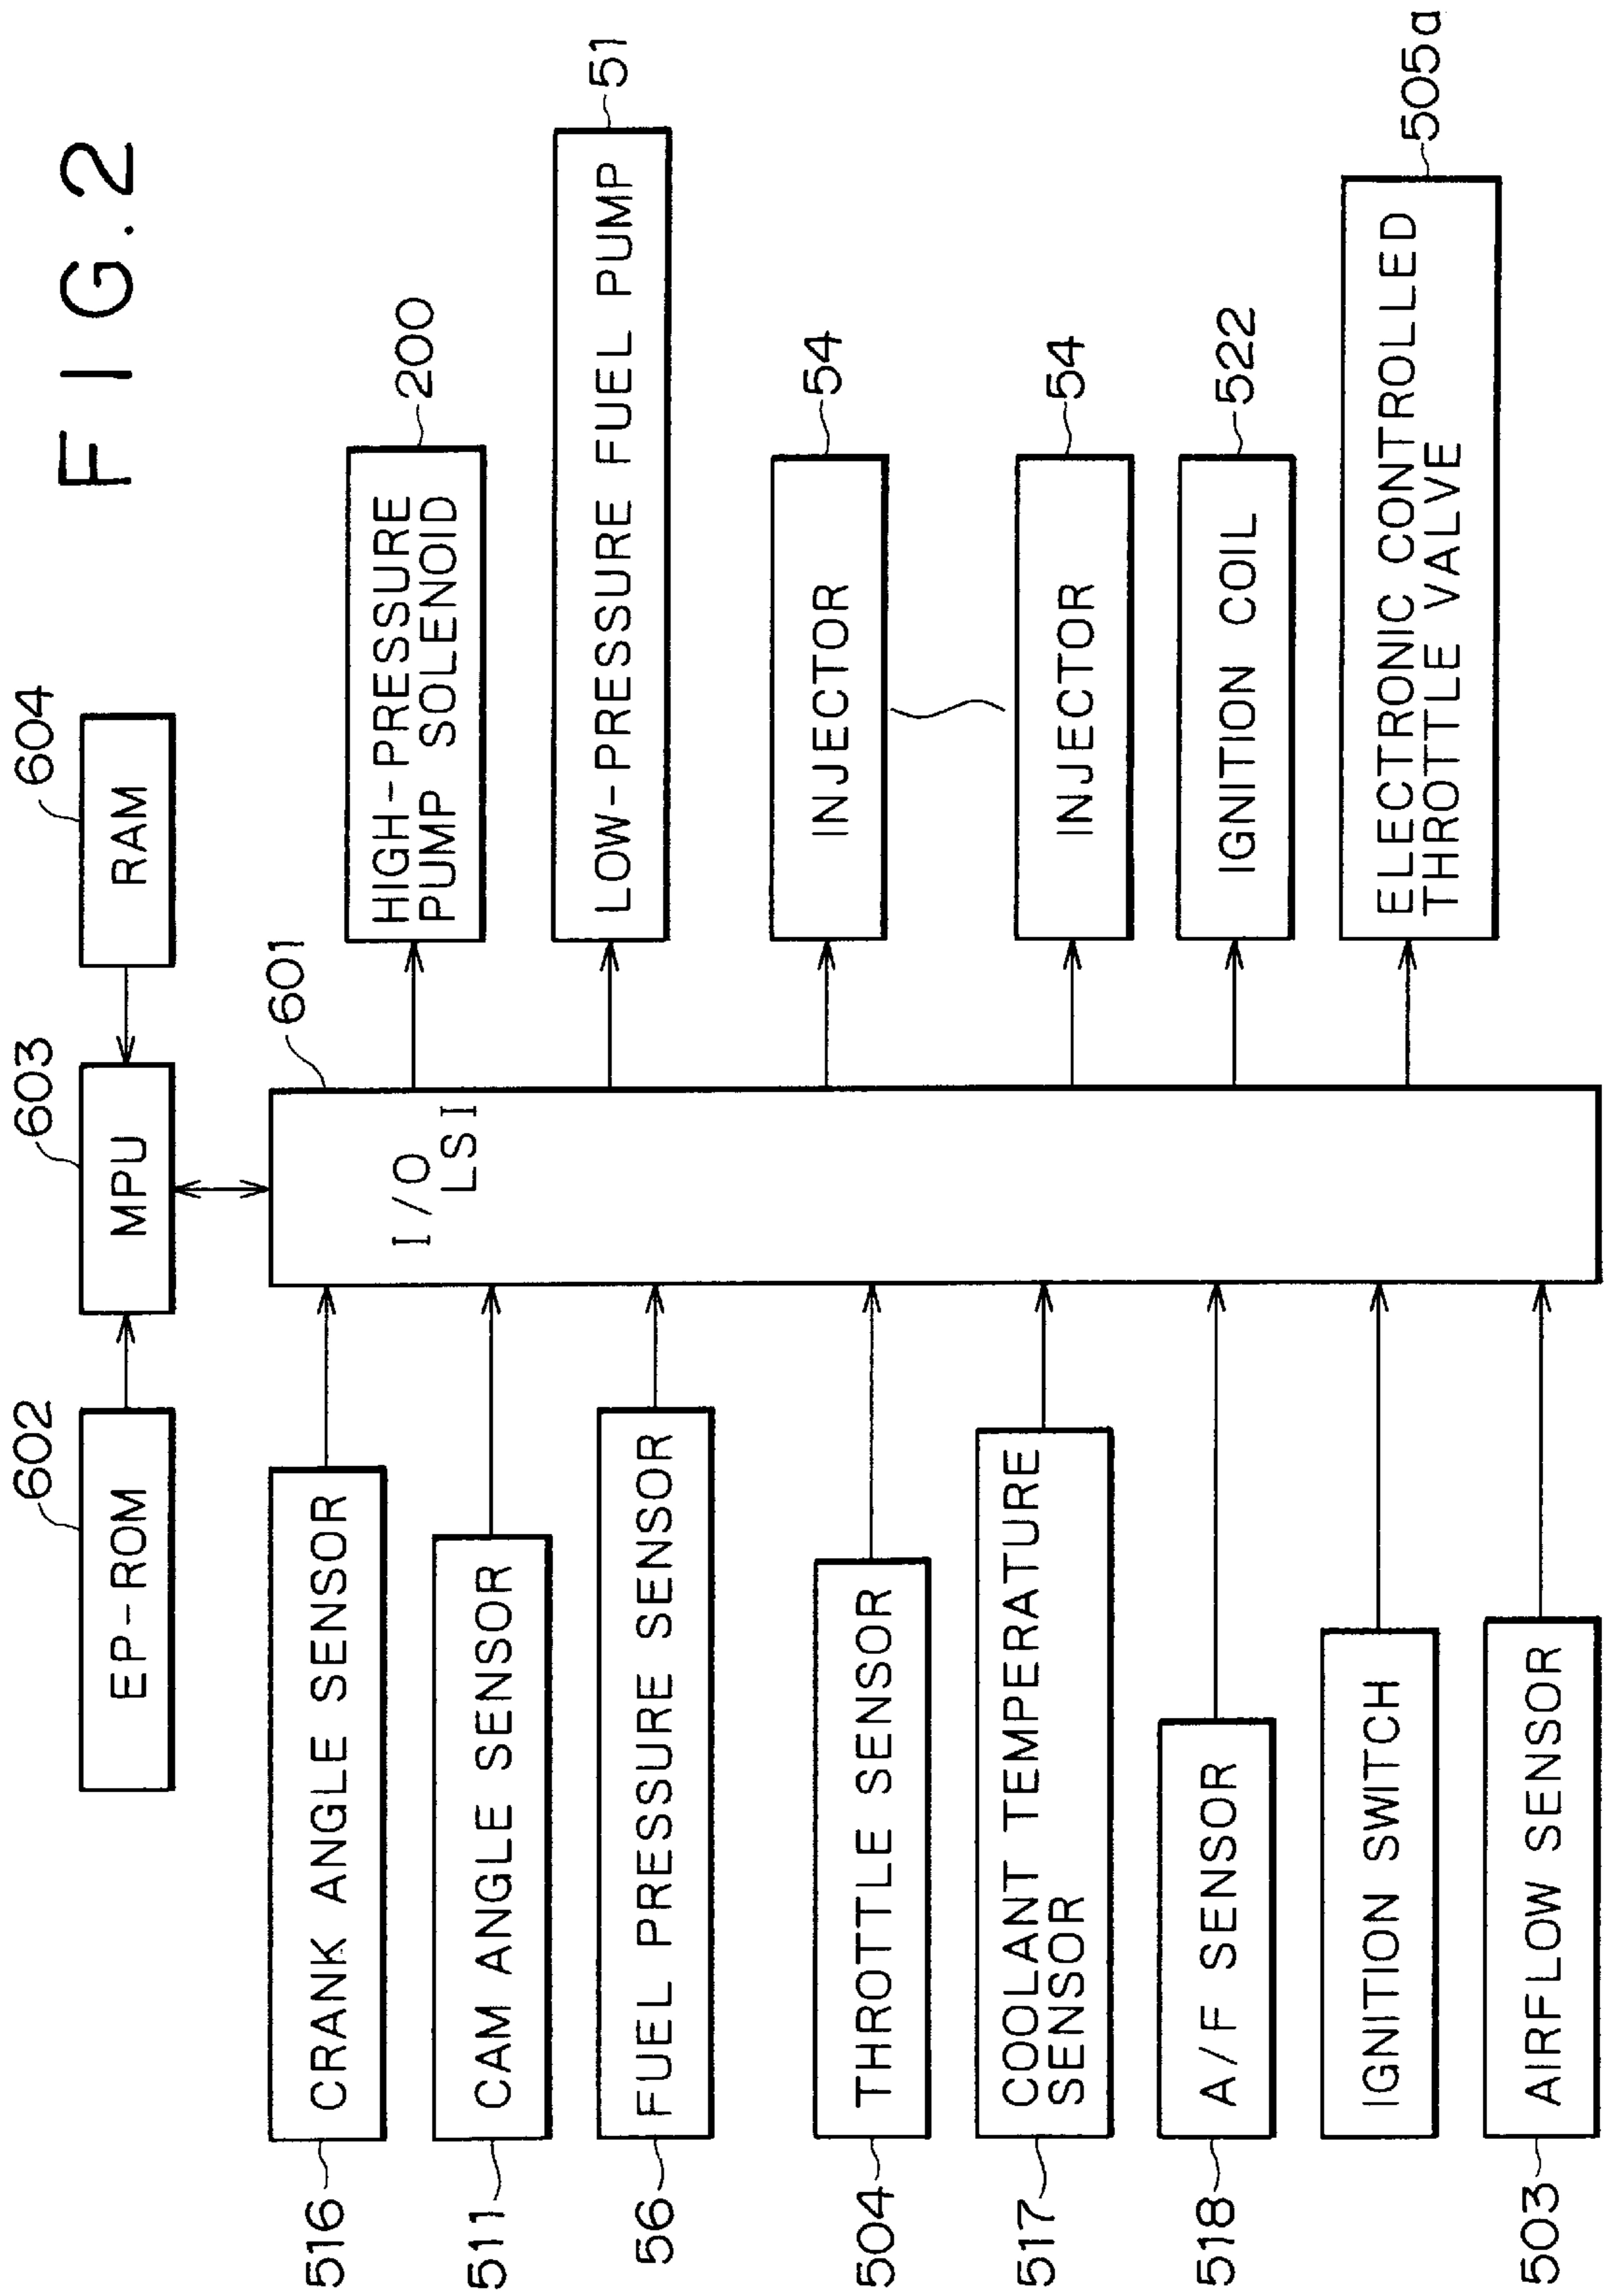 FIG.2
602
EP-ROM
603
MPU
604
RAM
601
I/O
LSI
516
CRANK ANGLE SENSOR
511
CAM ANGLE SENSOR
56
FUEL PRESSURE SENSOR
504
THROTTLE SENSOR
517
COOLANT TEMPERATURE
SENSOR
518
A/F SENSOR
IGNITION SWITCH
503
AIRFLOW SENSOR
HIGH-PRESSURE
PUMP SOLENOID
200
LOW-PRESSURE FUEL PUMP
51
INJECTOR
54
INJECTOR
54
IGNITION COIL
522
ELECTRONIC CONTROLLED
THROTTLE VALVE
505a